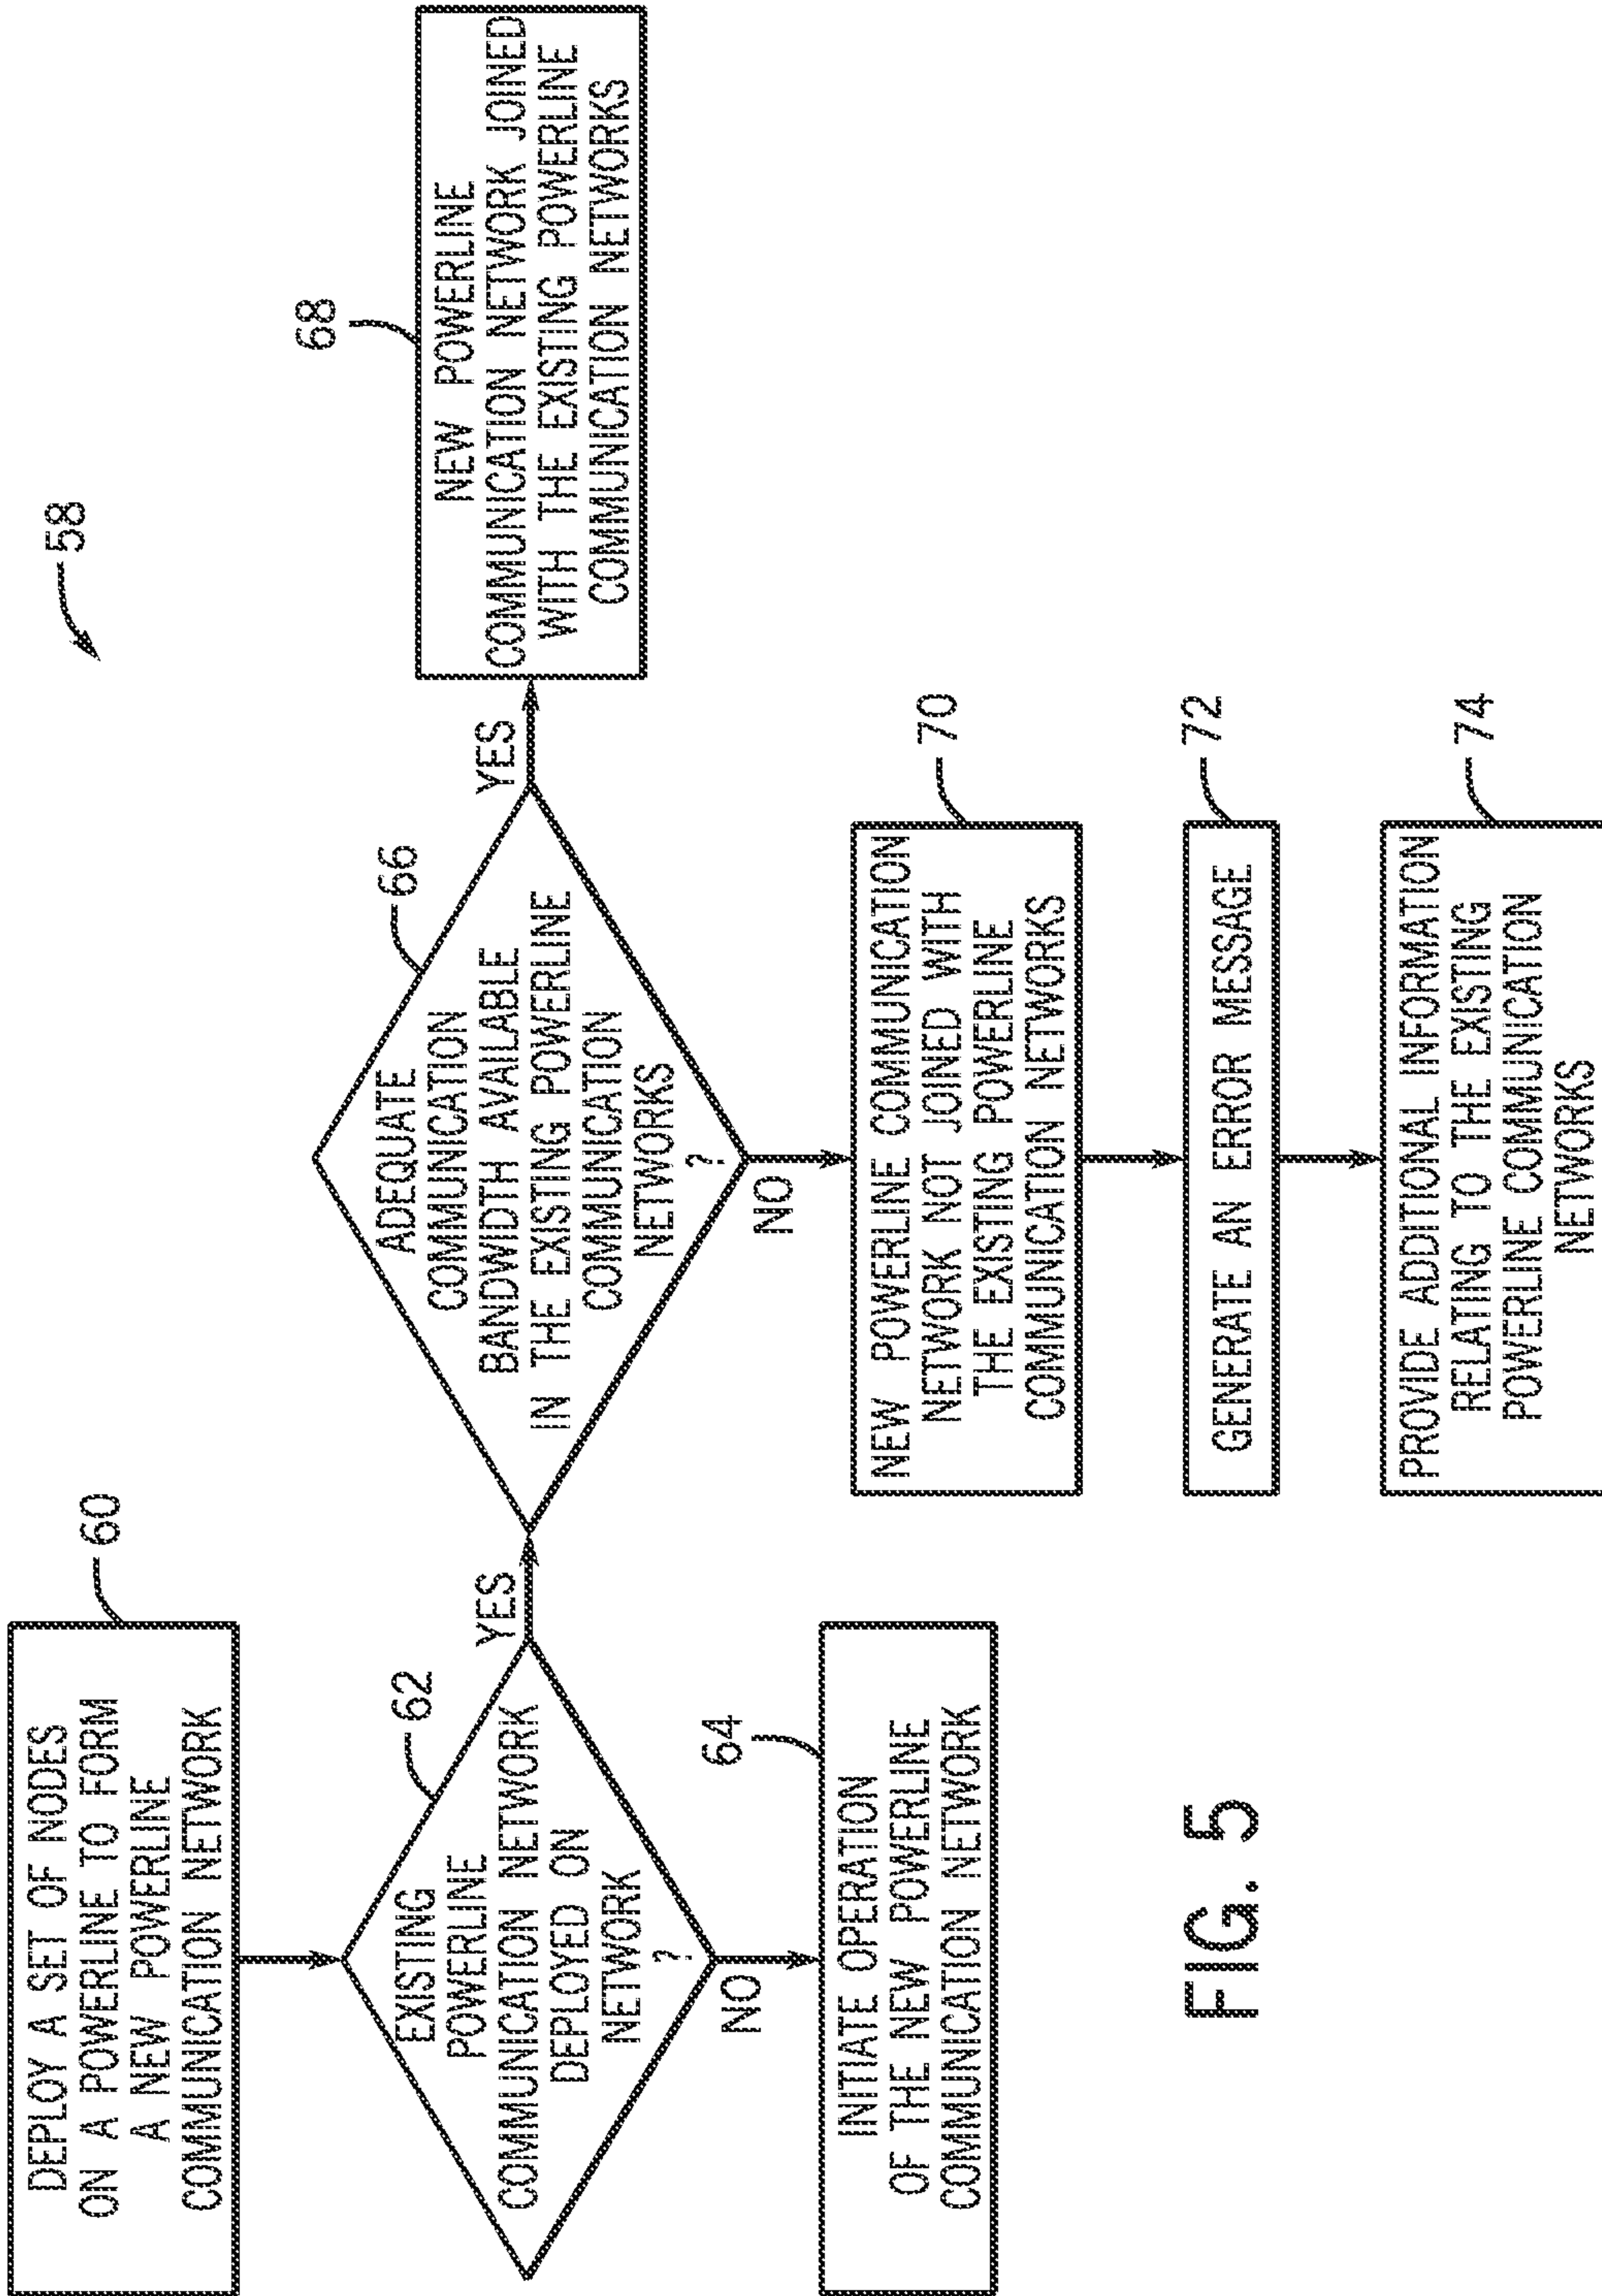 58
60
DEPLOY A SET OF NODES
ON A POWERLINE TO FORM
A NEW POWERLINE
COMMUNICATION NETWORK
62
EXISTING
POWERLINE
COMMUNICATION NETWORK
DEPLOYED ON
NETWORK
?
YES
NO
64
INITIATE OPERATION
OF THE NEW POWERLINE
COMMUNICATION NETWORK
66
ADEQUATE
COMMUNICATION
BANDWIDTH AVAILABLE
IN THE EXISTING POWERLINE
COMMUNICATION
NETWORKS
?
YES
NO
68
NEW POWERLINE
COMMUNICATION NETWORK JOINED
WITH THE EXISTING POWERLINE
COMMUNICATION NETWORKS
70
NEW POWERLINE COMMUNICATION
NETWORK NOT JOINED WITH
THE EXISTING POWERLINE
COMMUNICATION NETWORKS
72
GENERATE AN ERROR MESSAGE
74
PROVIDE ADDITIONAL INFORMATION
RELATING TO THE EXISTING
POWERLINE COMMUNICATION
NETWORKS
FIG. 5